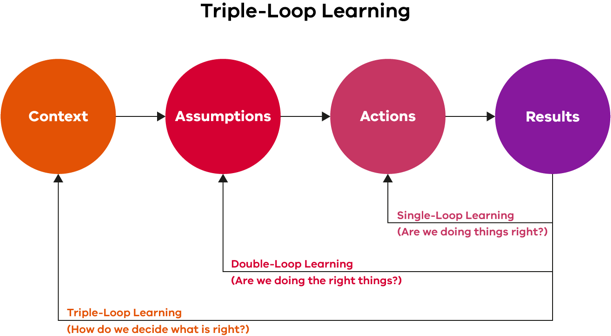 Triple-Loop Learning
Context
Assumptions
Actions
Results
Single-Loop Learning
(Are we doing things right?)
Double-Loop Learning
(Are we doing the right things?)
Triple-Loop Learning
(How do we decide what is right?)